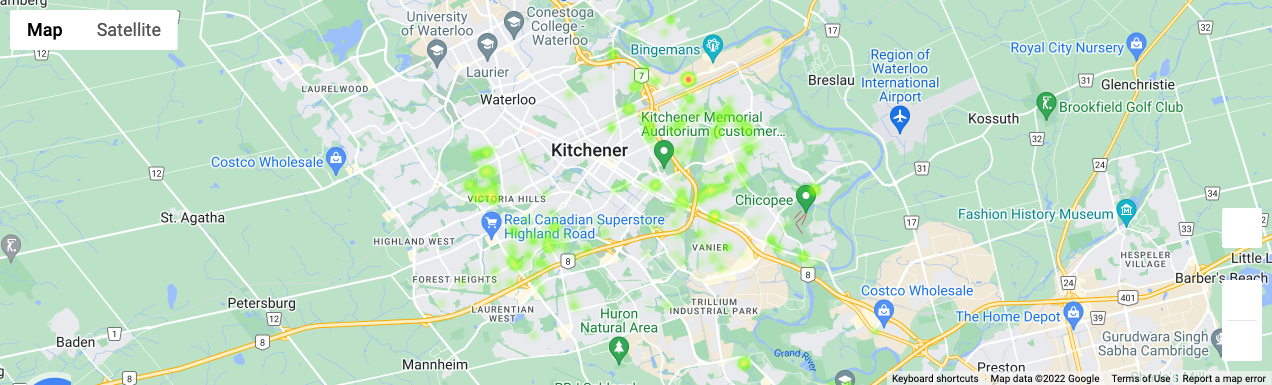 Map
Satellite
University
of Waterloo
Conestoga
College -
Waterloo
Laurier
Bingemans
7
17
Region of
Waterloo
International
Airport
Royal City Nursery
32
12
LAURELWOOD
Waterloo
Breslau
31
Glenchristie
Kossuth
Brookfield Golf Club
32
Kitchener Memorial
Auditorium (customer...
Kitchener
Costco Wholesale
12
31
34
VICTORIA HILLS
Chicopee
St. Agatha
Real Canadian Superstore
Highland Road
17
Fashion History Museum
33
HIGHLAND WEST
VANIER
HESPELER
VILLAGE
8
8
FOREST HEIGHTS
24
Little L
Barber's Beach
Petersburg
12
LAURENTIAN
WEST
Huron
Natural Area
TRILLIUM
INDUSTRIAL PARK
Costco Wholesale
401
The Home Depot
39
1
8
Baden
Gurudwara Singh
Sabha Cambridge
Mannheim
Grand River
24
Preston
8
Keyboard shortcuts
Map data ©2022 Google
Terms of Use
Report a map error